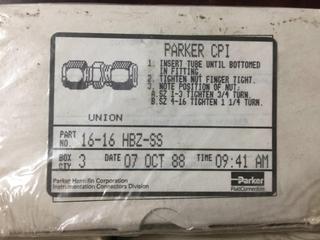 PARKER CPI
1. INSERT TUBE UNTIL BOTTOMED
IN FITTING.
2. TIGHTEN NUT FINGER TIGHT.
3. NOTE POSITION OF NUT.
A.SZ 1-3 TIGHTEN 3/4 TURN.
B.SZ 4-16 TIGHTEN 1 1/4 TURN.
UNION
PART NO. 16-16 HBZ-SS
BOX QTY 3 DATE 07 OCT 88 TIME 09:41 AM
Parker Hannifin Corporation
Instrumentation Connectors Division
Parker
FluidConnectors